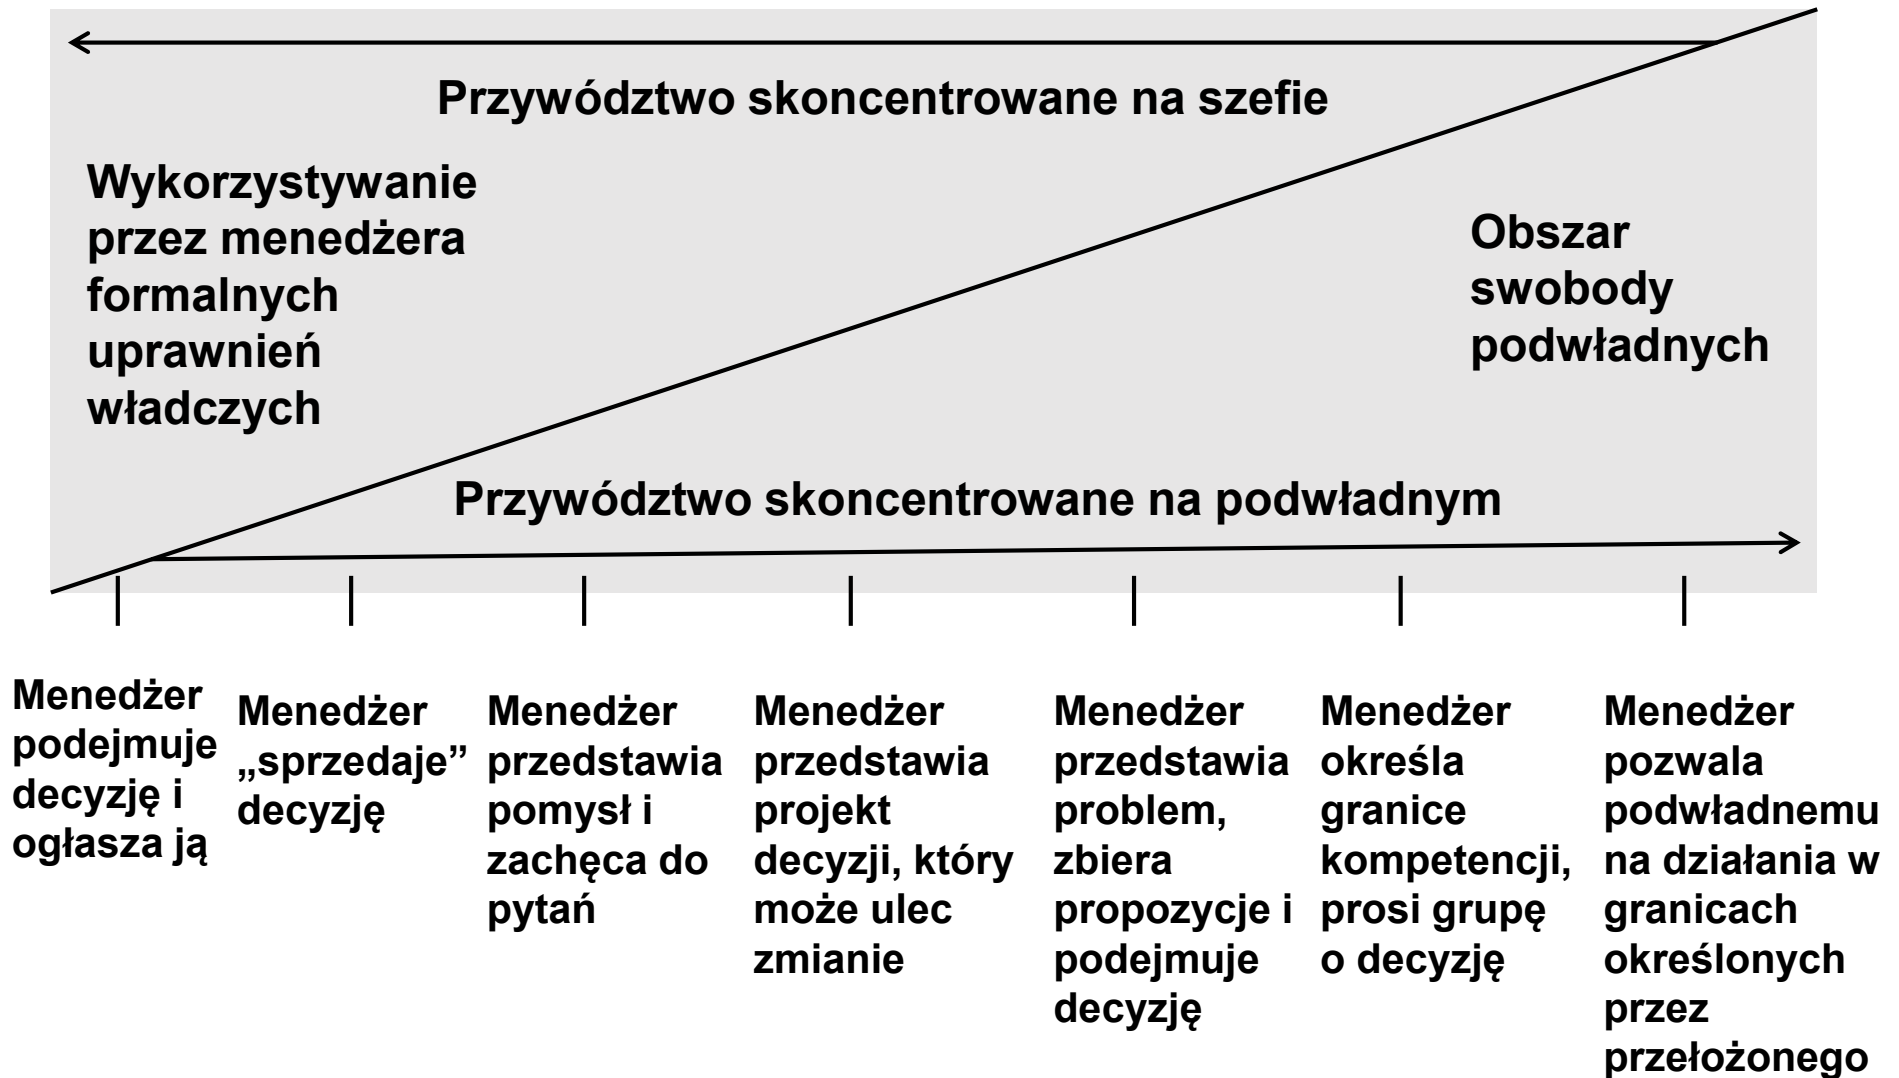 Przywództwo skoncentrowane na szefie
Wykorzystywanie
przez menedżera
formalnych
uprawnień
władczych
Obszar
swobody
podwładnych
Przywództwo skoncentrowane na podwładnym
Menedżer
podejmuje
decyzję i
ogłasza ją
Menedżer
„sprzedaje”
decyzję
Menedżer
przedstawia
pomysł i
zachęca do
pytań
Menedżer
przedstawia
projekt
decyzji, który
może ulec
zmianie
Menedżer
przedstawia
problem,
zbiera
propozycje i
podejmuje
decyzję
Menedżer
określa
granice
kompetencji,
prosi grupę
o decyzję
Menedżer
pozwala
podwładnemu
na działania w
granicach
określonych
przez
przełożonego